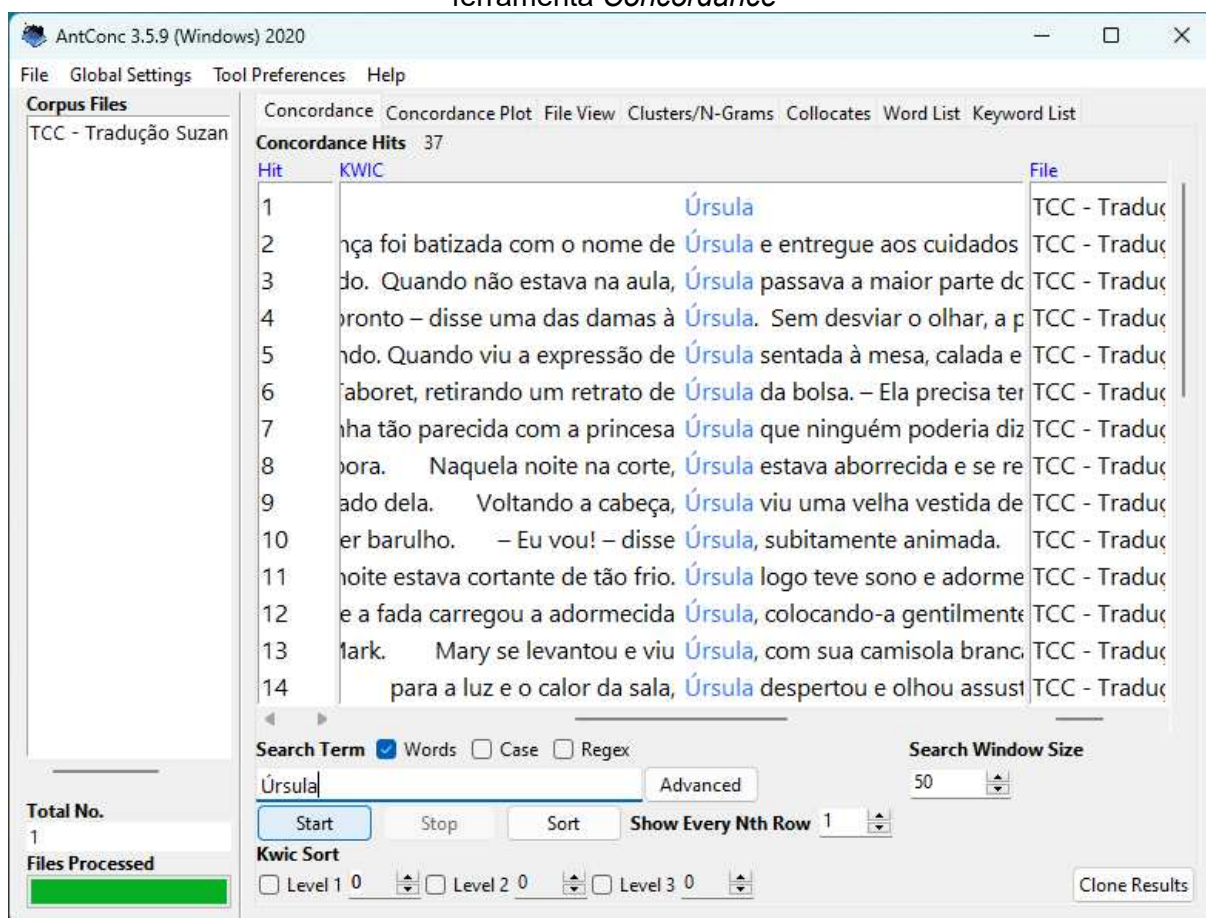 ferramenta Concordance
AntConc 3.5.9 (Windows) 2020
File Global Settings Tool Preferences Help
Corpus Files
TCC - Tradução Suzan
Total No.
1
Files Processed
Concordance Concordance Plot File View Clusters/N-Grams Collocates Word List Keyword List
Concordance Hits 37
Hit KWIC File
1 Úrsula TCC - Traduç
2 nça foi batizada com o nome de Úrsula e entregue aos cuidados TCC - Traduç
3 do. Quando não estava na aula, Úrsula passava a maior parte do TCC - Traduç
4 pronto – disse uma das damas à Úrsula. Sem desviar o olhar, a p TCC - Traduç
5 ndo. Quando viu a expressão de Úrsula sentada à mesa, calada e TCC - Traduç
6 Taboret, retirando um retrato de Úrsula da bolsa. – Ela precisa ter TCC - Traduç
7 nha tão parecida com a princesa Úrsula que ninguém poderia diz TCC - Traduç
8 bora. Naquela noite na corte, Úrsula estava aborrecida e se re TCC - Traduç
9 ado dela. Voltando a cabeça, Úrsula viu uma velha vestida de TCC - Traduç
10 er barulho. – Eu vou! – disse Úrsula, subitamente animada. TCC - Traduç
11 noite estava cortante de tão frio. Úrsula logo teve sono e adorme TCC - Traduç
12 e a fada carregou a adormecida Úrsula, colocando-a gentilmente TCC - Traduç
13 Mark. Mary se levantou e viu Úrsula, com sua camisola branca TCC - Traduç
14 para a luz e o calor da sala, Úrsula despertou e olhou assust TCC - Traduç
Search Term Words Case Regex Search Window Size
Úrsula Advanced 50
Start Stop Sort Show Every Nth Row 1
Kwic Sort
Level 1 0 Level 2 0 Level 3 0 Clone Results